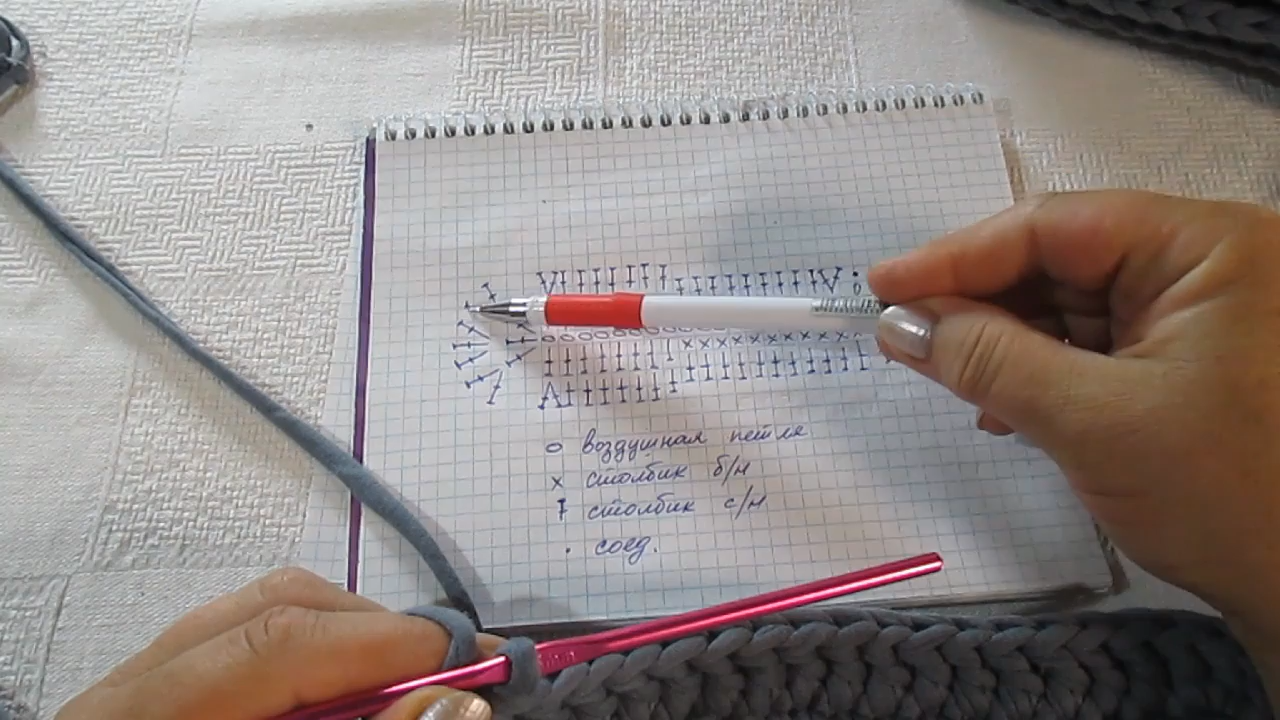 о воздушная петля
х столбик б/н
† столбик с/н
. соед.